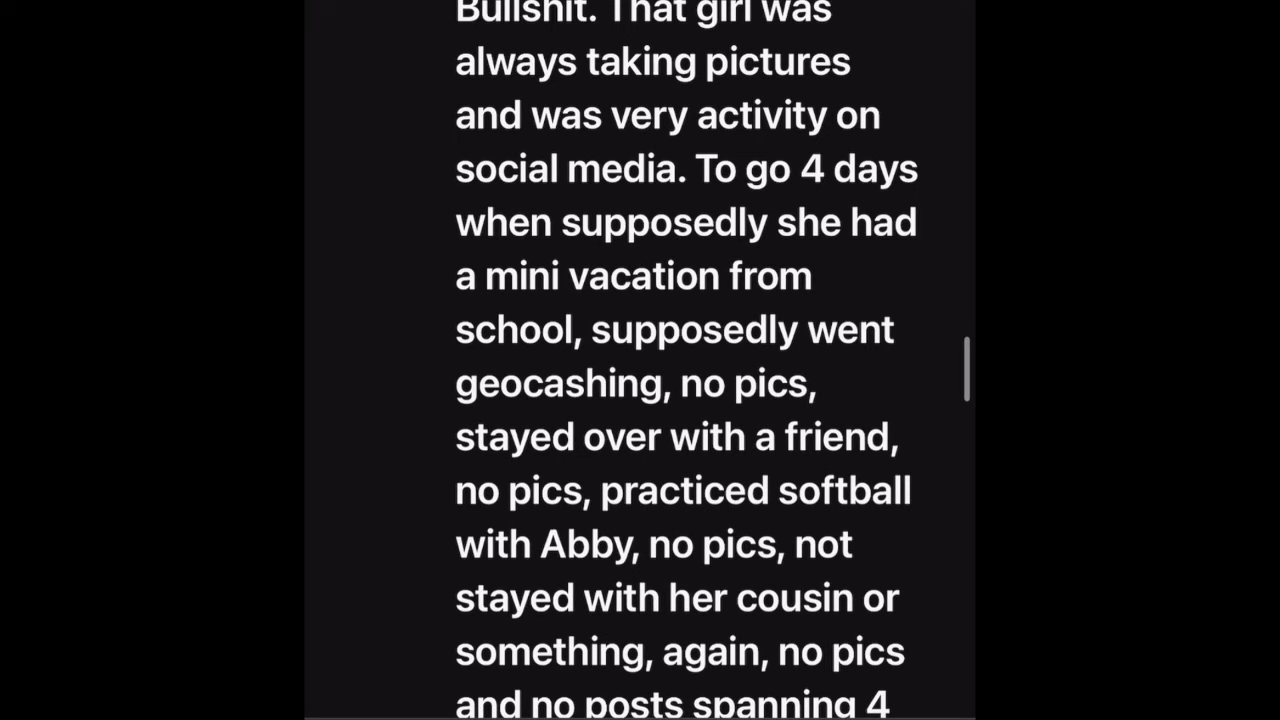 Bullshit. That girl was
always taking pictures
and was very activity on
social media. To go 4 days
when supposedly she had
a mini vacation from
school, supposedly went
geocashing, no pics,
stayed over with a friend,
no pics, practiced softball
with Abby, no pics, not
stayed with her cousin or
something, again, no pics
and no posts spanning 4